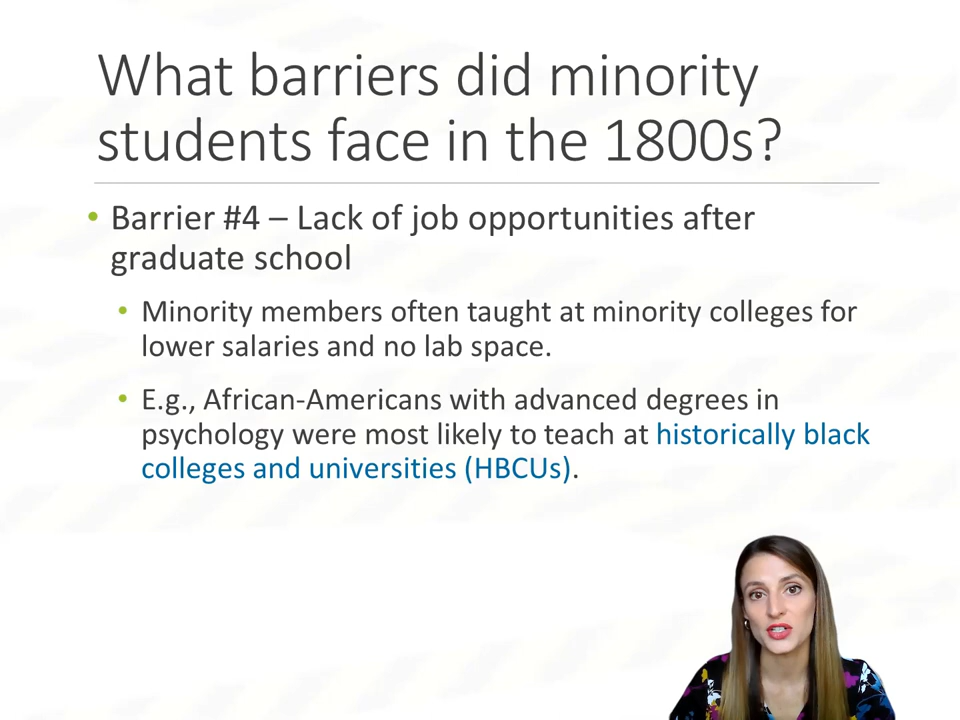 What barriers did minority
students face in the 1800s?
• Barrier #4 – Lack of job opportunities after
graduate school
• Minority members often taught at minority colleges for
lower salaries and no lab space.
• E.g., African-Americans with advanced degrees in
psychology were most likely to teach at historically black
colleges and universities (HBCUs).